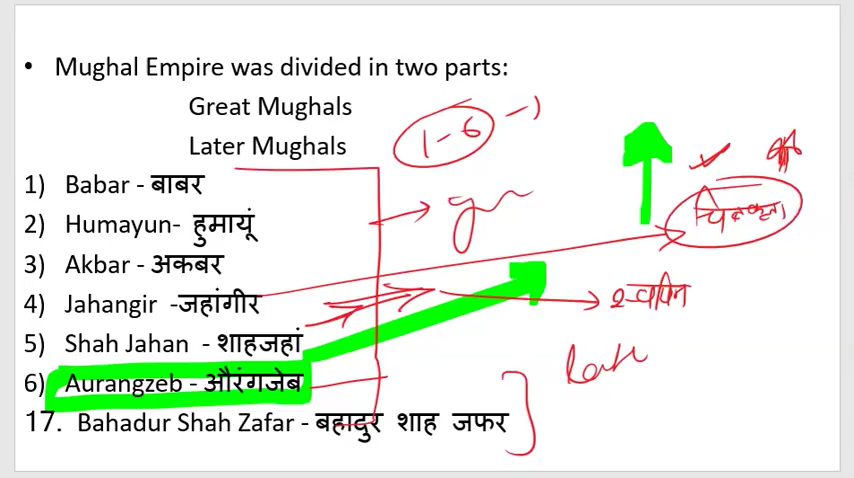 • Mughal Empire was divided in two parts:
Great Mughals
Later Mughals
1 - 6
1) Babar - बाबर
2) Humayun- हुमायूं
3) Akbar - अकबर
4) Jahangir -जहांगीर
5) Shah Jahan - शाहजहां
6) Aurangzeb - औरंगजेब
17. Bahadur Shah Zafar - बहादुर शाह जफर